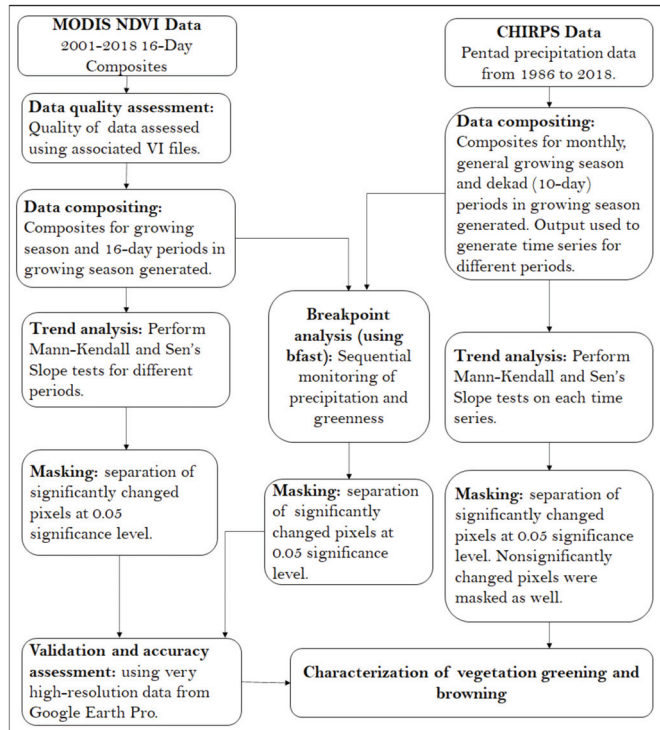 MODIS NDVI Data
2001-2018 16-Day
Composites
CHIRPS Data
Pentad precipitation data
from 1986 to 2018.
Data quality assessment:
Quality of data assessed
using associated VI files.
Data compositing:
Composites for monthly,
general growing season
and dekad (10-day)
periods in growing season
generated. Output used to
generate time series for
different periods.
Data compositing:
Composites for growing
season and 16-day periods in
growing season generated.
Breakpoint
analysis (using
bfast): Sequential
monitoring of
precipitation and
greenness
Trend analysis: Perform
Mann-Kendall and Sen's
Slope tests for different
periods.
Trend analysis: Perform
Mann-Kendall and Sen's
Slope tests on each time
series.
Masking: separation of
significantly changed
pixels at 0.05
significance level.
Masking: separation
of significantly
changed pixels at
0.05 significance
level.
Masking: separation of
significantly changed
pixels at 0.05 significance
level. Nonsignificantly
changed pixels were
masked as well.
Validation and accuracy
assessment: using very
high-resolution data from
Google Earth Pro.
Characterization of vegetation greening and
browning